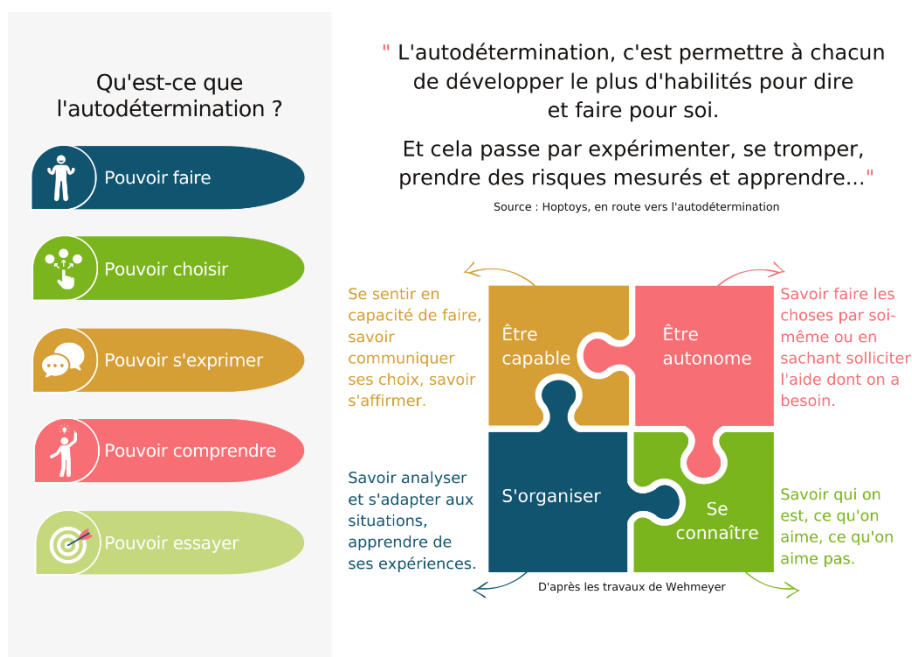 Qu'est-ce que
l'autodétermination ?
Pouvoir faire
Pouvoir choisir
Pouvoir s'exprimer
Pouvoir comprendre
Pouvoir essayer
" L'autodétermination, c'est permettre à chacun
de développer le plus d'habilités pour dire
et faire pour soi.
Et cela passe par expérimenter, se tromper,
prendre des risques mesurés et apprendre..."
Source : Hoptoys, en route vers l'autodétermination
Se sentir en
capacité de faire,
savoir
communiquer
ses choix, savoir
s'affirmer.
Être
capable
Être
autonome
Savoir faire les
choses par soi-
même ou en
sachant solliciter
l'aide dont on a
besoin.
Savoir analyser
et s'adapter aux
situations,
apprendre de
ses expériences.
S'organiser
Se
connaître
Savoir qui on
est, ce qu'on
aime, ce qu'on
aime pas.
D'après les travaux de Wehmeyer